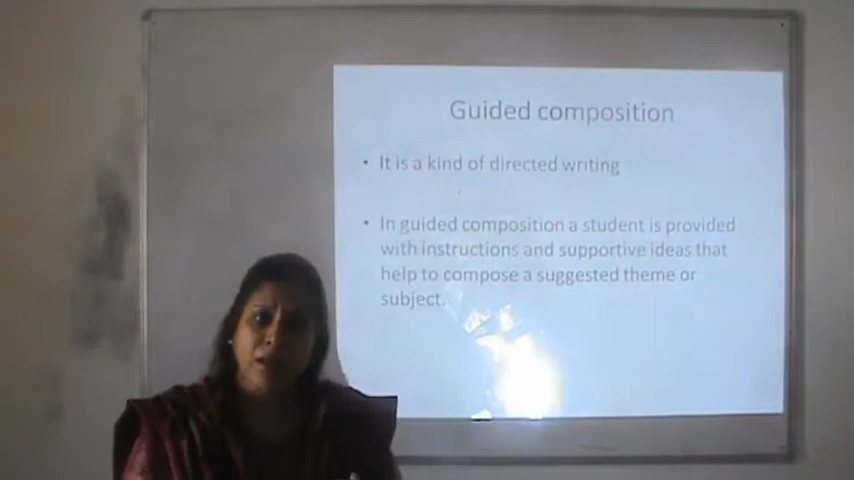 Guided composition
• It is a kind of directed writing
• In guided composition a student is provided
with instructions and supportive ideas that
help to compose a suggested theme or
subject.